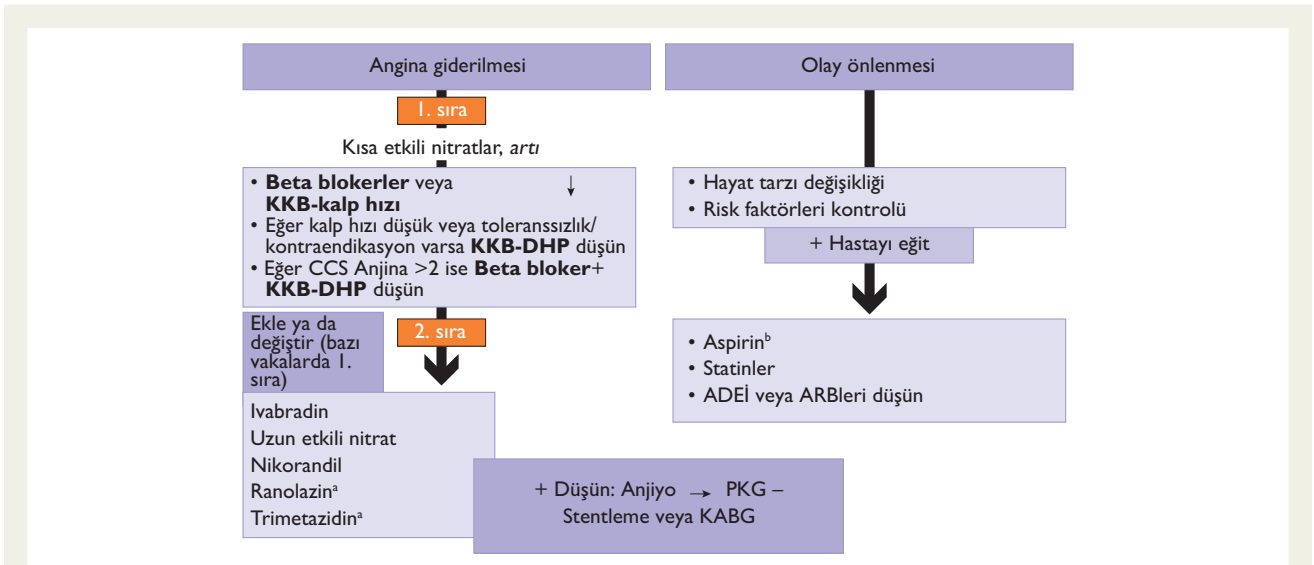 Angina giderilmesi
1. sıra
Kısa etkili nitratlar, artı
• Beta blokerler veya ↓
KKB-kalp hızı
• Eğer kalp hızı düşük veya toleranssızlık/
kontraendikasyon varsa KKB-DHP düşün
• Eğer CCS Anjina >2 ise Beta bloker+
KKB-DHP düşün
2. sıra
Ekle ya da
değiştir (bazı
vakalarda 1.
sıra)
Ivabradin
Uzun etkili nitrat
Nikorandil
Ranolazinᵃ
Trimetazidinᵃ
+ Düşün: Anjiyo → PKG –
Stentleme veya KABG
Olay önlenmesi
• Hayat tarzı değişikliği
• Risk faktörleri kontrolü
+ Hastayı eğit
• Aspirinᵇ
• Statinler
• ADEİ veya ARBleri düşün